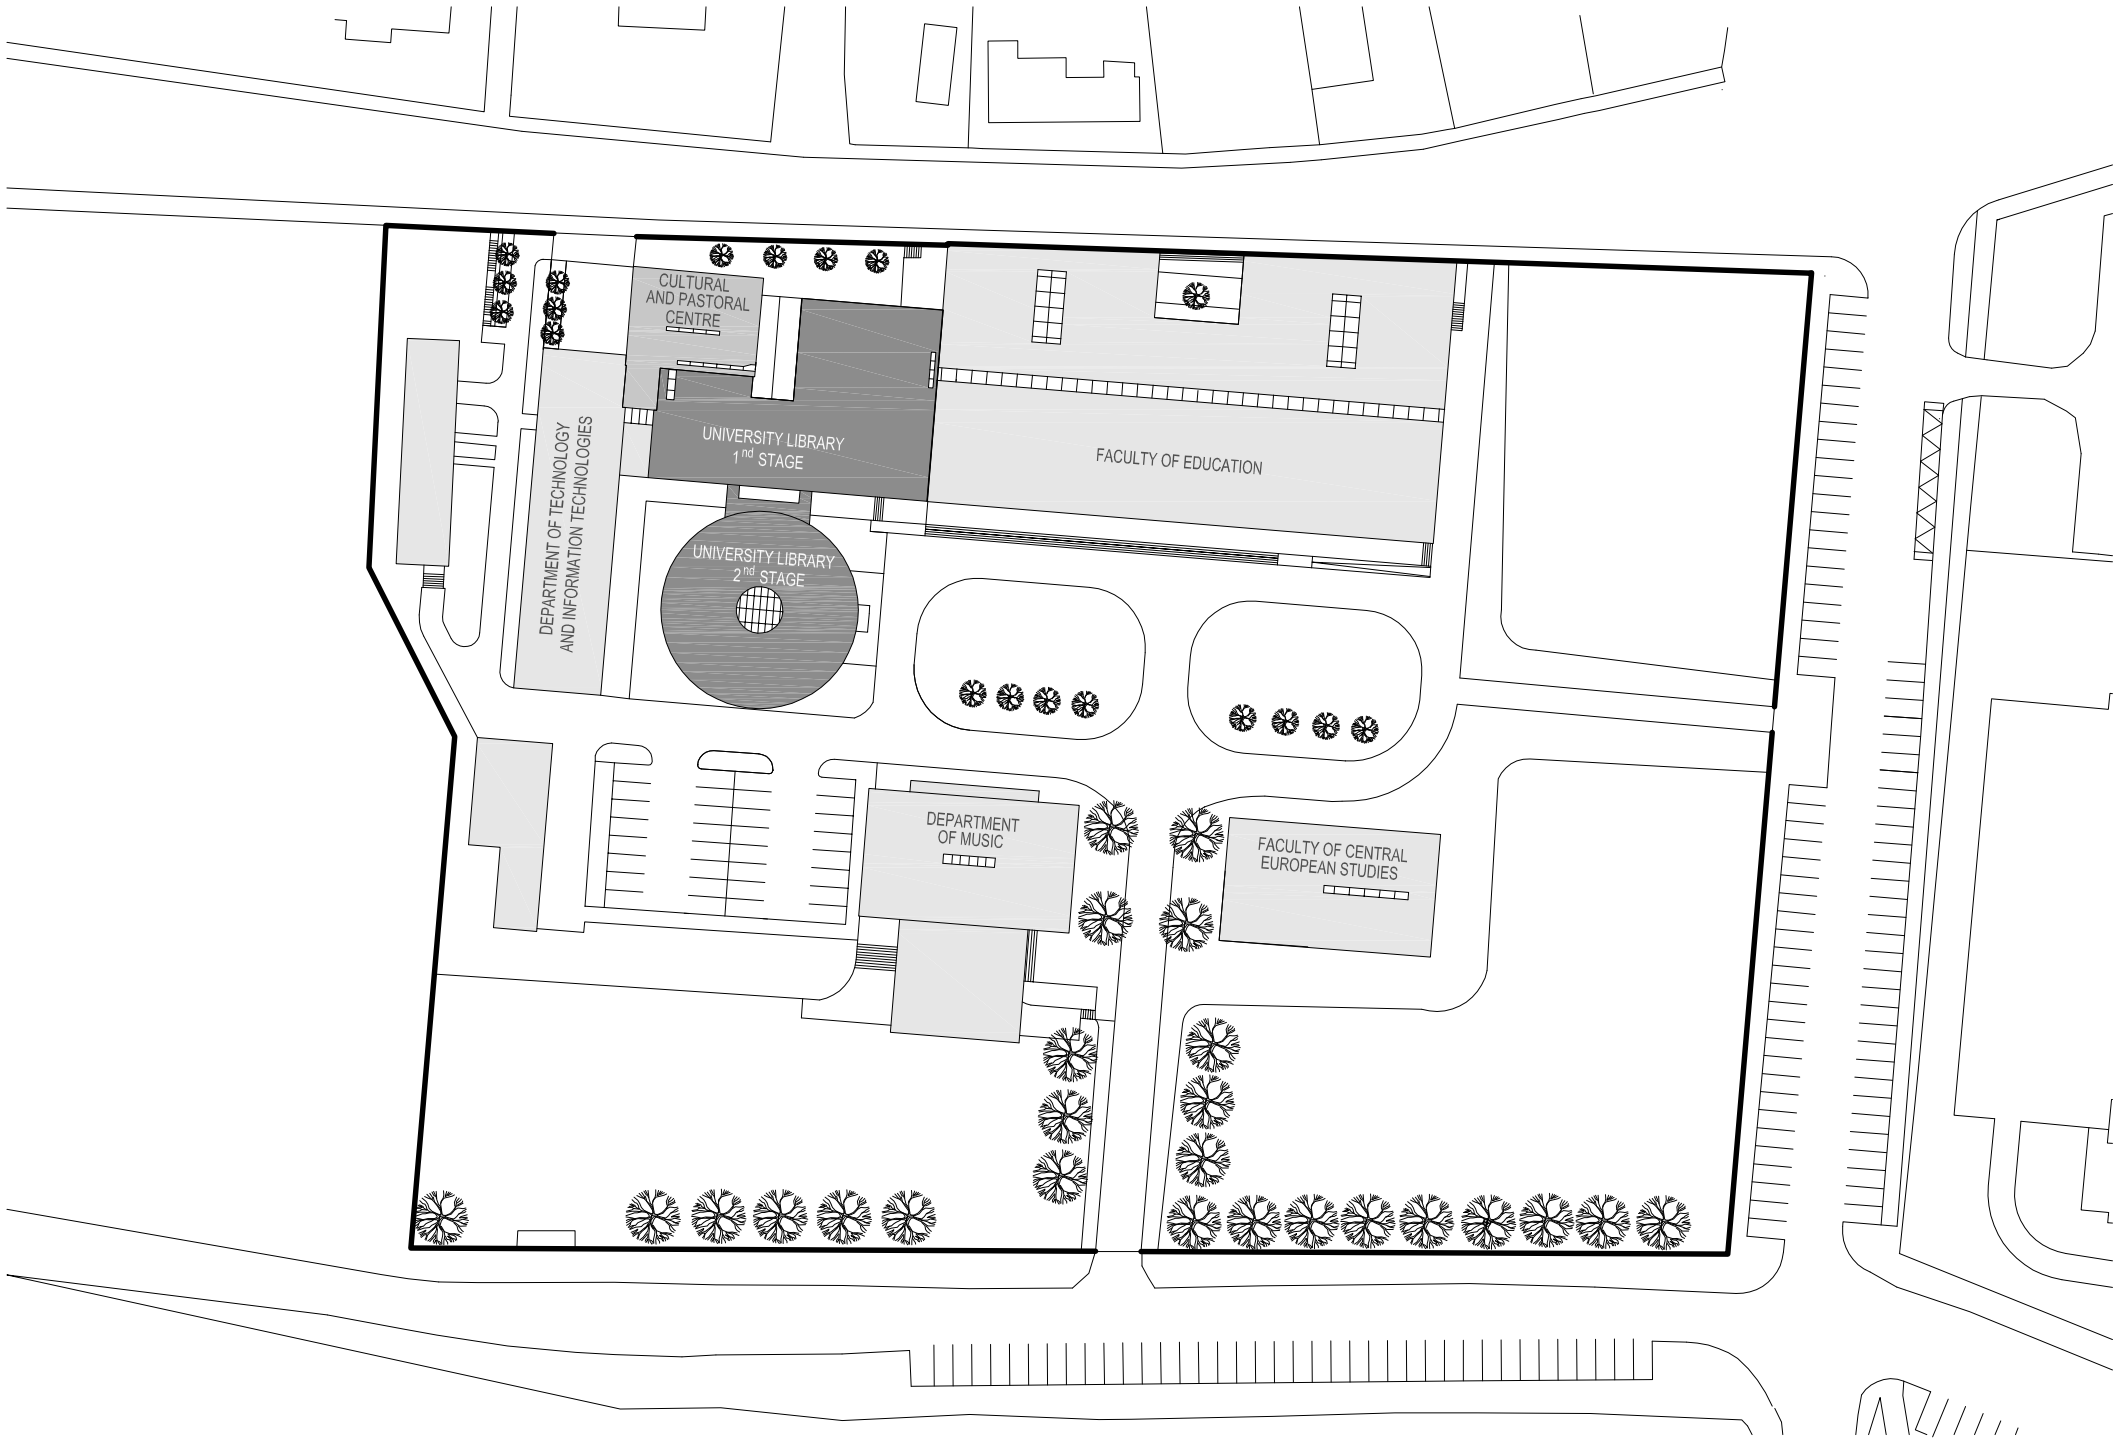 CULTURAL
AND PASTORAL
CENTRE
UNIVERSITY LIBRARY
1nd STAGE
FACULTY OF EDUCATION
DEPARTMENT OF TECHNOLOGY
AND INFORMATION TECHNOLOGIES
UNIVERSITY LIBRARY
2nd STAGE
DEPARTMENT
OF MUSIC
FACULTY OF CENTRAL
EUROPEAN STUDIES